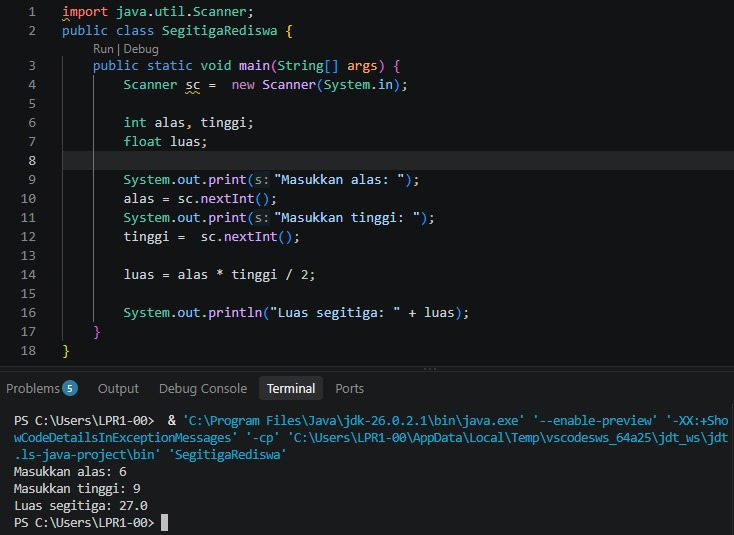 1 import java.util.Scanner;
2 public class SegitigaRediswa {
Run | Debug
3 public static void main(String[] args) {
4 Scanner sc =  new Scanner(System.in);
5
6 int alas, tinggi;
7 float luas;
8
9 System.out.print(s: "Masukkan alas: ");
10 alas = sc.nextInt();
11 System.out.print(s: "Masukkan tinggi: ");
12 tinggi =  sc.nextInt();
13
14 luas = alas * tinggi / 2;
15
16 System.out.println("Luas segitiga: " + luas);
17 }
18 }
Problems 5 Output Debug Console Terminal Ports
PS C:\Users\LPR1-00>  & 'C:\Program Files\Java\jdk-26.0.2.1\bin\java.exe' '--enable-preview' '-XX:+Sho
wCodeDetailsInExceptionMessages' '-cp' 'C:\Users\LPR1-00\AppData\Local\Temp\vscodesws_64a25\jdt_ws\jdt
.ls-java-project\bin' 'SegitigaRediswa'
Masukkan alas: 6
Masukkan tinggi: 9
Luas segitiga: 27.0
PS C:\Users\LPR1-00>